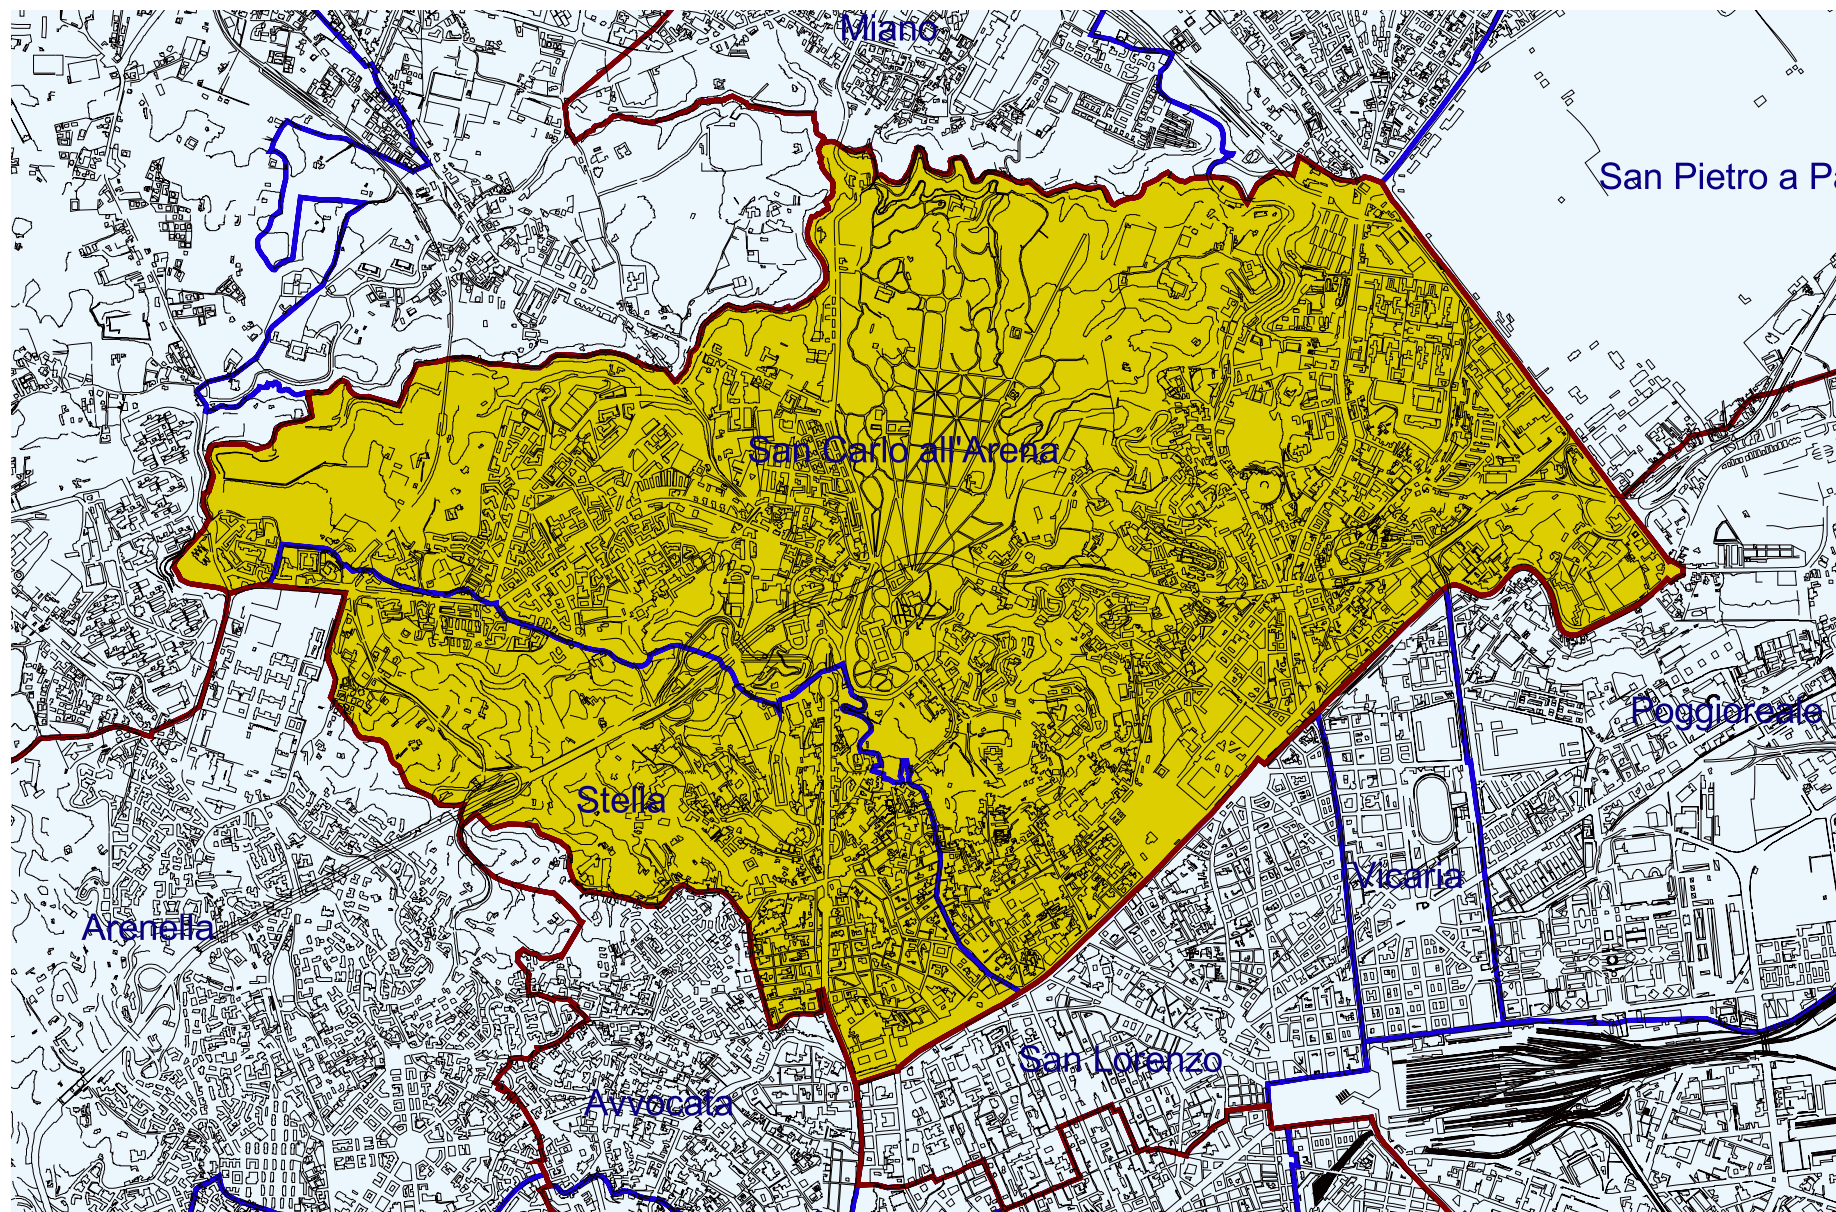 Miano
San Pietro a Pa
San Carlo all'Arena
Poggioreale
Stella
Vicaria
Arenella
San Lorenzo
Avvocata